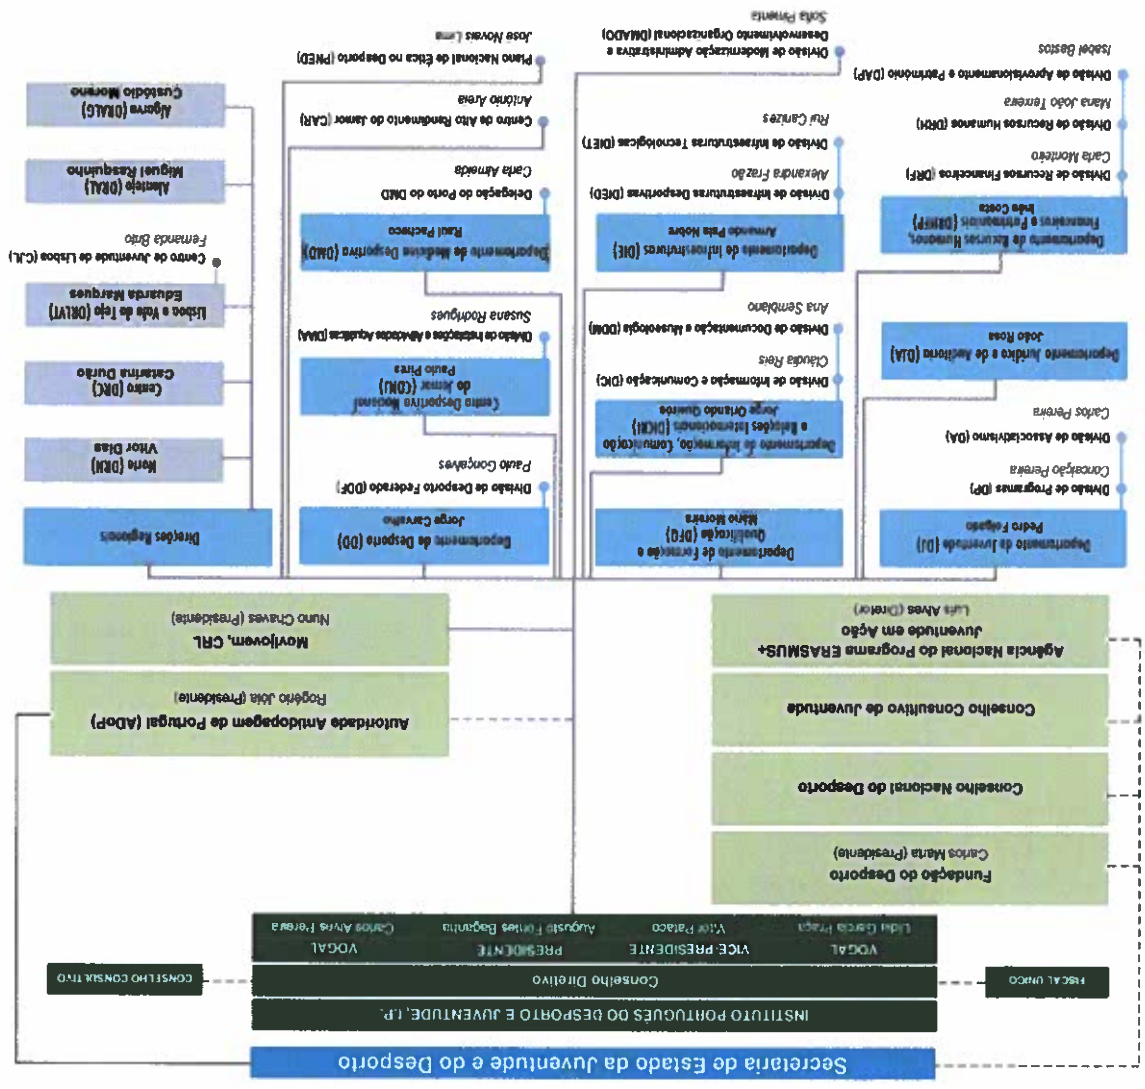 Secretaria de Estado da Juventude e do Desporto
INSTITUTO PORTUGUÊS DO DESPORTO E JUVENTUDE, I.P.
FISCAL ÚNICO
Conselho Diretivo
CONSELHO CONSULTIVO
VOGAL
Lídia Garcia Praça
VICE-PRESIDENTE
Vítor Pataco
PRESIDENTE
Augusto Fontes Baganha
VOGAL
Carlos Alves Pereira
Fundação do Desporto
Carlos Marta (Presidente)
Conselho Nacional do Desporto
Conselho Consultivo de Juventude
Agência Nacional do Programa ERASMUS+
Juventude em Ação
Luís Alves (Diretor)
Autoridade Antidopagem de Portugal (ADoP)
Rogério Jóia (Presidente)
Movijovem, CRL
Nuno Chaves (Presidente)
Departamento da Juventude (DJ)
Pedro Folgado
Divisão de Programas (DP)
Conceição Pereira
Divisão de Associativismo (DA)
Carlos Pereira
Departamento Jurídico e de Auditoria (DJA)
João Rosa
Departamento de Recursos Humanos,
Financeiros e Patrimoniais (DRHFP)
Inês Costa
Divisão de Recursos Financeiros (DRF)
Carla Monteiro
Divisão de Recursos Humanos (DRH)
Maria João Ferreira
Divisão de Aprovisionamento e Património (DAP)
Isabel Bastos
Departamento de Formação e
Qualificação (DFQ)
Mário Moreira
Departamento de Informação, Comunicação
e Relações Internacionais (DICRI)
Jorge Orlando Queirós
Divisão de Informação e Comunicação (DIC)
Cláudia Reis
Divisão de Documentação e Museologia (DDM)
Ana Semblano
Departamento de Infraestruturas (DIE)
Armando Pais Nobre
Divisão de Infraestruturas Desportivas (DIED)
Alexandra Frazão
Divisão de Infraestruturas Tecnológicas (DIET)
Rui Canizes
Divisão de Modernização Administrativa e
Desenvolvimento Organizacional (DMADO)
Sofia Pimenta
Departamento de Desporto (DD)
Jorge Carvalho
Divisão de Desporto Federado (DDF)
Paulo Gonçalves
Centro Desportivo Nacional
do Jamor (CDNJ)
Paulo Pires
Divisão de Instalações e Atividades Aquáticas (DIAA)
Susana Rodrigues
Departamento de Medicina Desportiva (DMD)
Raul Pacheco
Delegação do Porto do DMD
Carla Almeida
Centro de Alto Rendimento do Jamor (CAR)
António Areia
Plano Nacional de Ética no Desporto (PNED)
José Novais Lima
Direções Regionais
Norte (DRN)
Vitor Dias
Centro (DRC)
Catarina Durão
Lisboa e Vale do Tejo (DRLVT)
Eduarda Marques
Centro de Juventude de Lisboa (CJL)
Fernanda Brito
Alentejo (DRAL)
Miguel Rasquinho
Algarve (DRALG)
Custódio Moreno